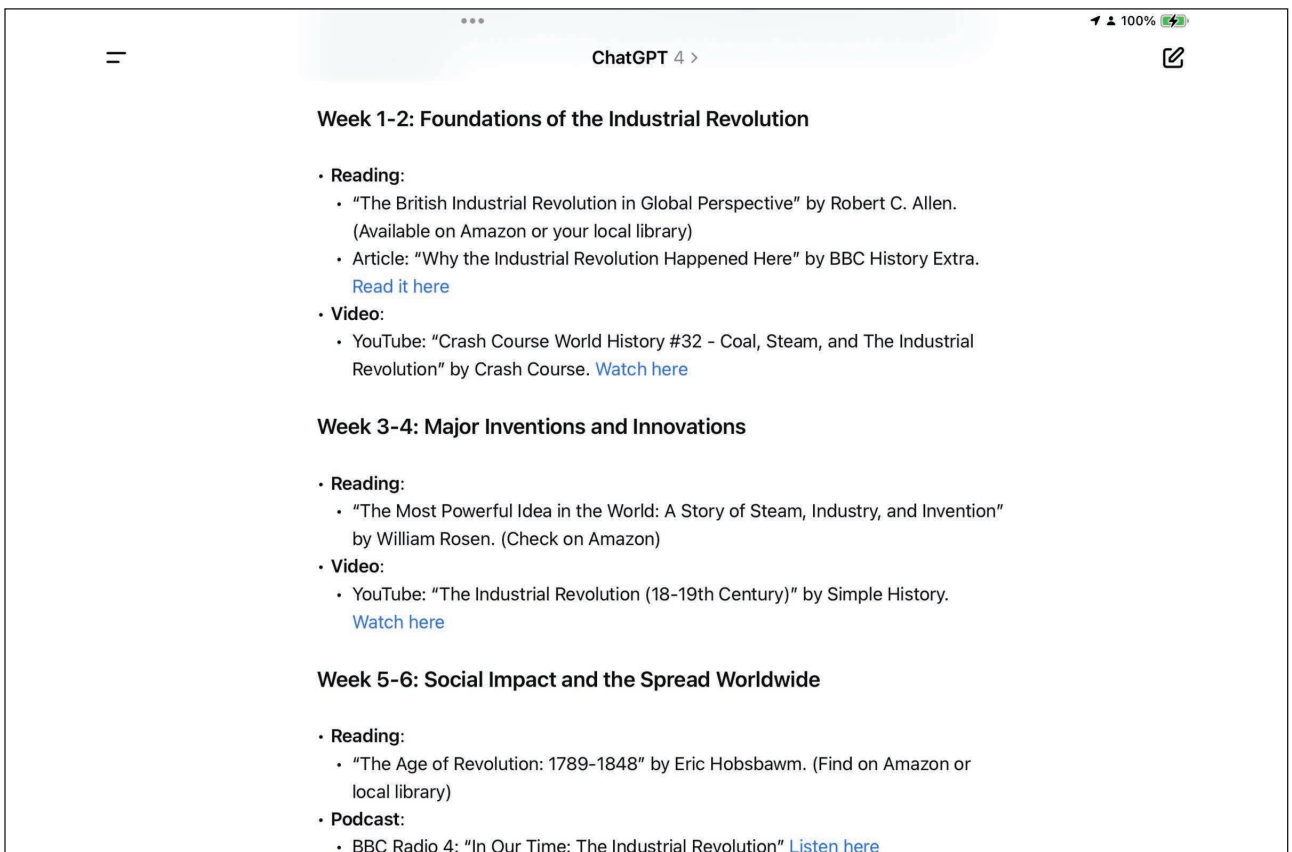 100%
ChatGPT 4 >
Week 1-2: Foundations of the Industrial Revolution
• Reading:
• “The British Industrial Revolution in Global Perspective” by Robert C. Allen.
(Available on Amazon or your local library)
• Article: “Why the Industrial Revolution Happened Here” by BBC History Extra.
Read it here
• Video:
• YouTube: “Crash Course World History #32 - Coal, Steam, and The Industrial
Revolution” by Crash Course. Watch here
Week 3-4: Major Inventions and Innovations
• Reading:
• “The Most Powerful Idea in the World: A Story of Steam, Industry, and Invention”
by William Rosen. (Check on Amazon)
• Video:
• YouTube: “The Industrial Revolution (18-19th Century)” by Simple History.
Watch here
Week 5-6: Social Impact and the Spread Worldwide
• Reading:
• “The Age of Revolution: 1789-1848” by Eric Hobsbawm. (Find on Amazon or
local library)
• Podcast:
• BBC Radio 4: “In Our Time: The Industrial Revolution” Listen here